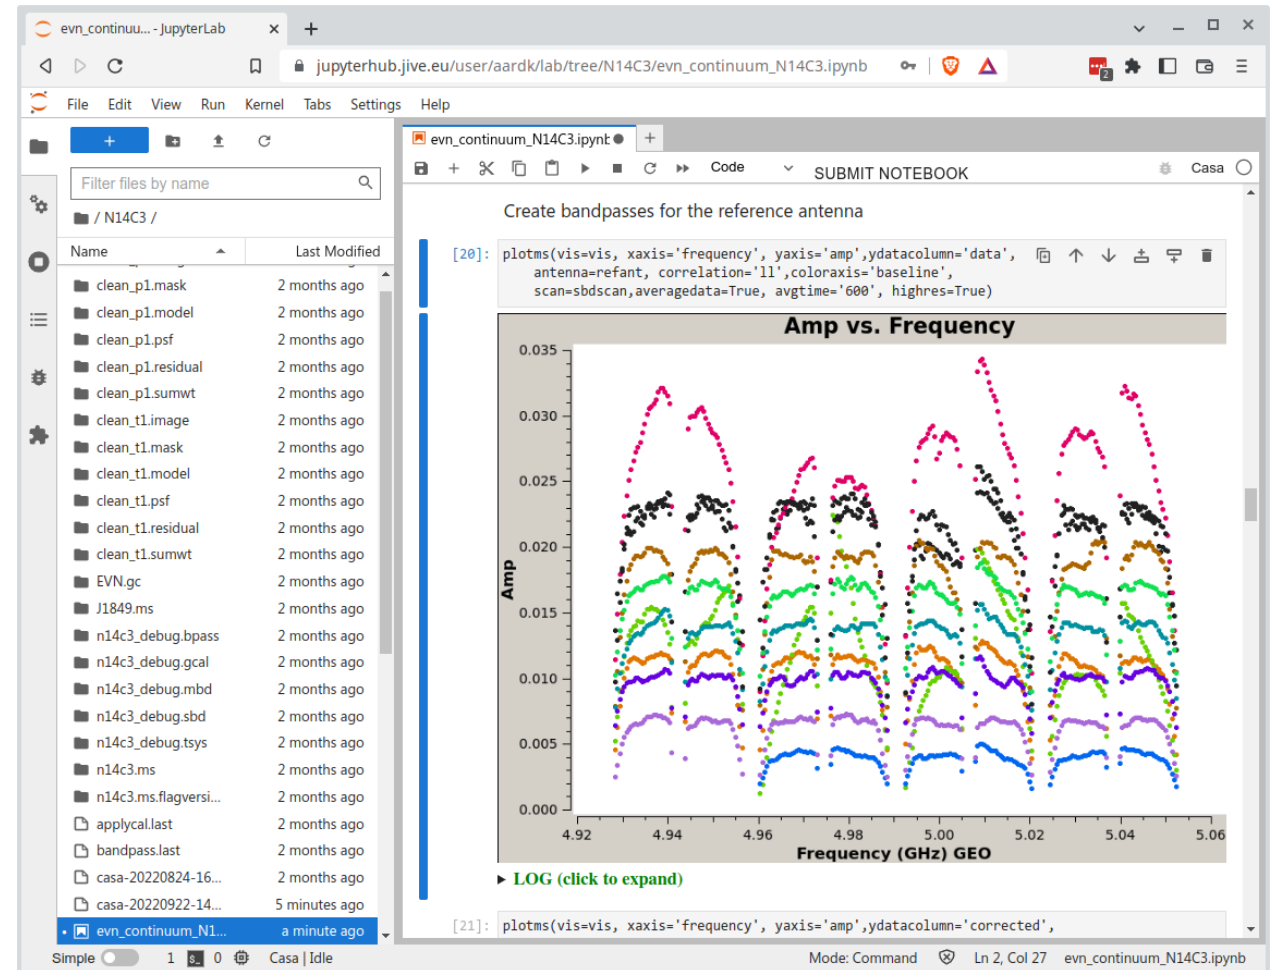 evn_continuu... - JupyterLab
jupyterhub.jive.eu/user/aardk/lab/tree/N14C3/evn_continuum_N14C3.ipynb
2
File Edit View Run Kernel Tabs Settings Help
evn_continuum_N14C3.ipynb
Code
SUBMIT NOTEBOOK
Casa
Filter files by name
/ N14C3 /
Name Last Modified
clean_p1.mask 2 months ago
clean_p1.model 2 months ago
clean_p1.psf 2 months ago
clean_p1.residual 2 months ago
clean_p1.sumwt 2 months ago
clean_t1.image 2 months ago
clean_t1.mask 2 months ago
clean_t1.model 2 months ago
clean_t1.psf 2 months ago
clean_t1.residual 2 months ago
clean_t1.sumwt 2 months ago
EVN.gc 2 months ago
J1849.ms 2 months ago
n14c3_debug.bpass 2 months ago
n14c3_debug.gcal 2 months ago
n14c3_debug.mbd 2 months ago
n14c3_debug.sbd 2 months ago
n14c3_debug.tsys 2 months ago
n14c3.ms 2 months ago
n14c3.ms.flagversi... 2 months ago
applycal.last 2 months ago
bandpass.last 2 months ago
casa-20220824-16... 2 months ago
casa-20220922-14... 5 minutes ago
evn_continuum_N1... a minute ago
Create bandpasses for the reference antenna
[20]: plotms(vis=vis, xaxis='frequency', yaxis='amp',ydatacolumn='data',
antenna=refant, correlation='ll',coloraxis='baseline',
scan=sbdscan,averagedata=True, avgtime='600', highres=True)
Amp vs. Frequency
0.035
0.030
0.025
0.020
0.015
0.010
0.005
0.000
Amp
4.92 4.94 4.96 4.98 5.00 5.02 5.04 5.06
Frequency (GHz) GEO
LOG (click to expand)
[21]: plotms(vis=vis, xaxis='frequency', yaxis='amp',ydatacolumn='corrected',
Simple 1 $_ 0 Casa | Idle Mode: Command Ln 2, Col 27 evn_continuum_N14C3.ipynb